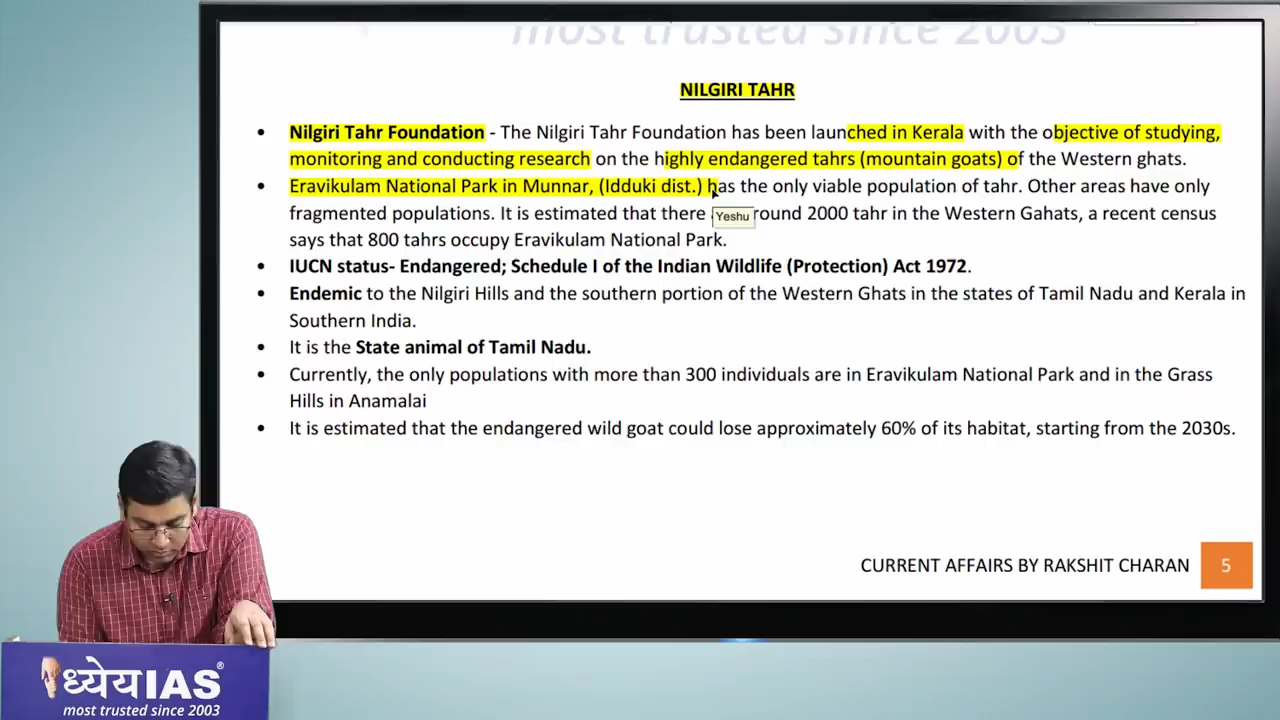 most trusted since 2003
NILGIRI TAHR
• Nilgiri Tahr Foundation - The Nilgiri Tahr Foundation has been launched in Kerala with the objective of studying,
monitoring and conducting research on the highly endangered tahrs (mountain goats) of the Western ghats.
• Eravikulam National Park in Munnar, (Idduki dist.) has the only viable population of tahr. Other areas have only
fragmented populations. It is estimated that there around 2000 tahr in the Western Gahats, a recent census
Yeshu
says that 800 tahrs occupy Eravikulam National Park.
• IUCN status- Endangered; Schedule I of the Indian Wildlife (Protection) Act 1972.
• Endemic to the Nilgiri Hills and the southern portion of the Western Ghats in the states of Tamil Nadu and Kerala in
Southern India.
• It is the State animal of Tamil Nadu.
• Currently, the only populations with more than 300 individuals are in Eravikulam National Park and in the Grass
Hills in Anamalai
• It is estimated that the endangered wild goat could lose approximately 60% of its habitat, starting from the 2030s.
CURRENT AFFAIRS BY RAKSHIT CHARAN 5
ध्येय IAS®
most trusted since 2003